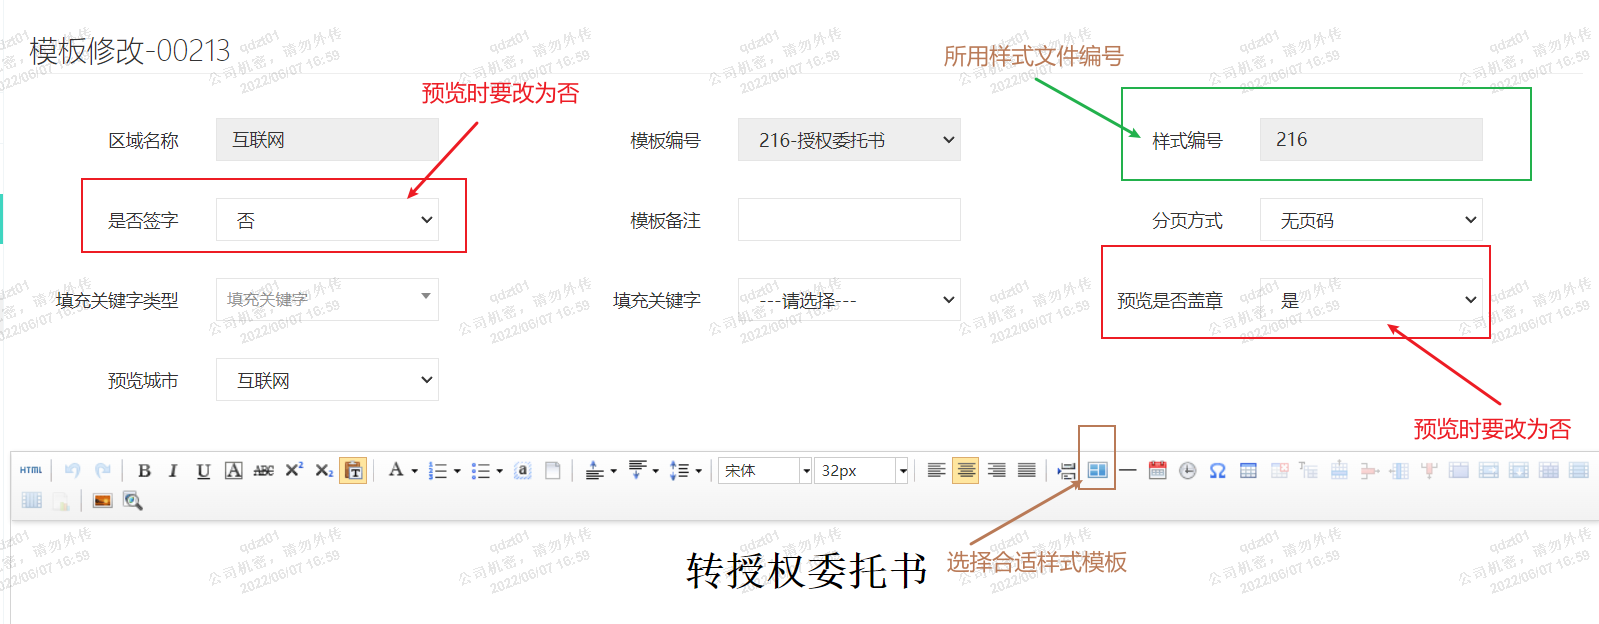 模板修改-00213
所用样式文件编号
预览时要改为否
区域名称 互联网 模板编号 216-授权委托书 样式编号 216
是否签字 否 模板备注 分页方式 无页码
填充关键字类型 填充关键字 填充关键字 ---请选择--- 预览是否盖章 是
预览城市 互联网
预览时要改为否
HTML B I U A ABC X² X₂ T A a 宋体 32px Ω
转授权委托书
选择合适样式模板
qdzt01
公司机密，请勿外传
2022/06/07 16:59